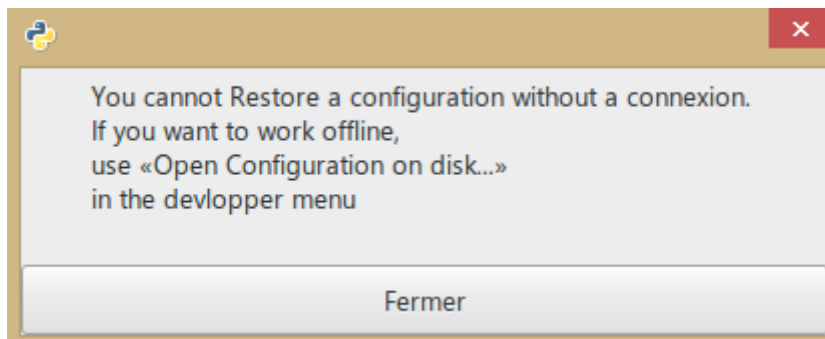 You cannot Restore a configuration without a connexion.
If you want to work offline,
use «Open Configuration on disk...»
in the devlopper menu
Fermer